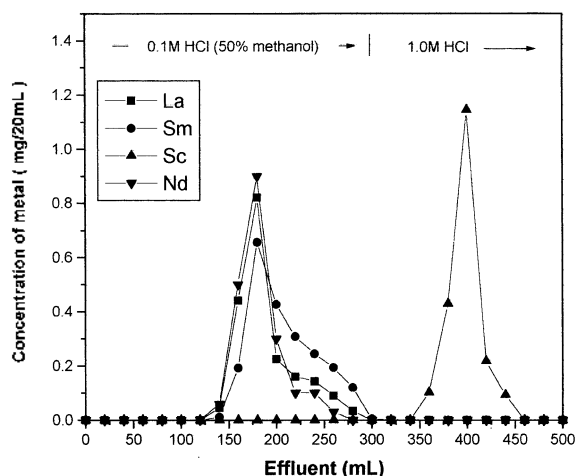 0.1M HCl (50% methanol)
1.0M HCl
La
Sm
Sc
Nd
Concentration of metal ( mg/20mL )
1.4
1.2
1.0
0.8
0.6
0.4
0.2
0.0
0 50 100 150 200 250 300 350 400 450 500
Effluent (mL)